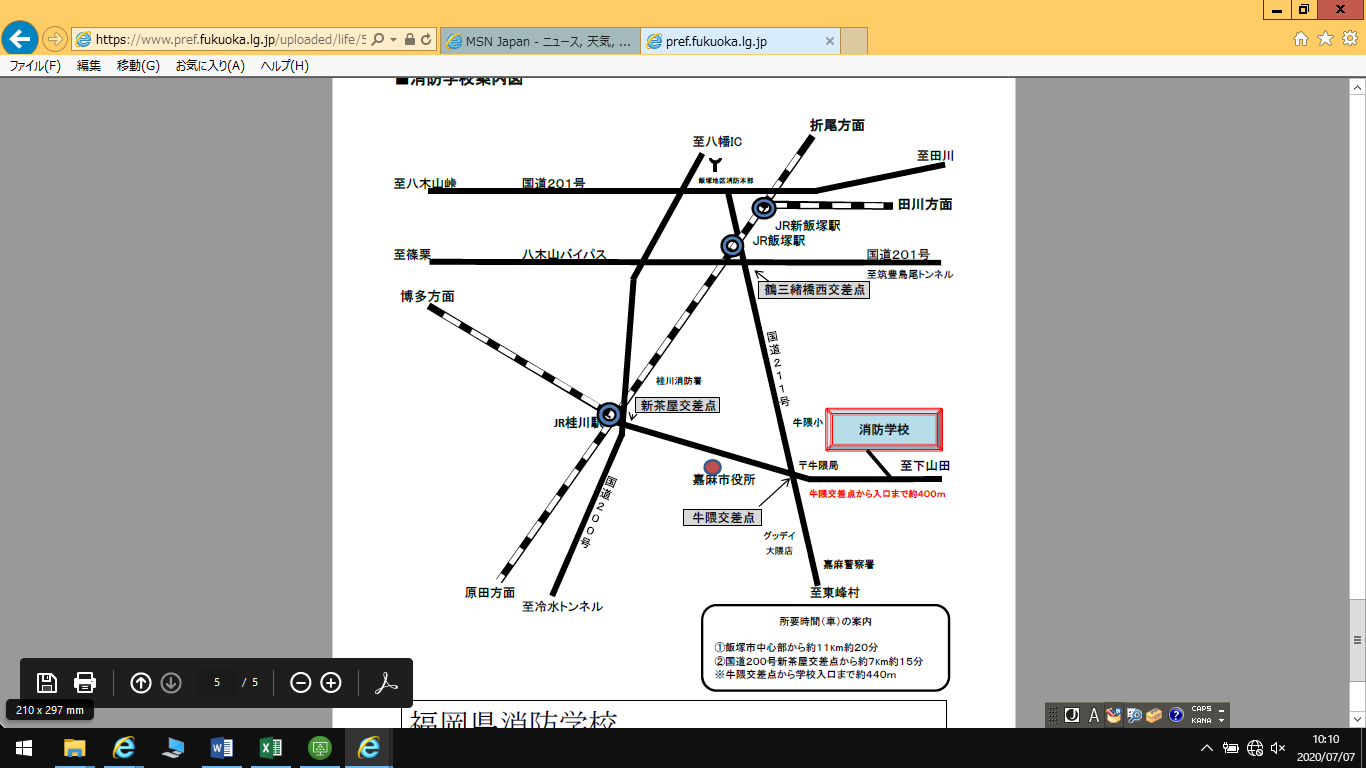 https://www.pref.fukuoka.lg.jp/uploaded/life/5
MSN Japan - ニュース, 天気, ...
pref.fukuoka.lg.jp
ファイル(F) 編集 移動(G) お気に入り(A) ヘルプ(H)
■消防学校案内図
折尾方面
至八幡IC
至田川
飯塚地区消防本部
至八木山峠 国道201号
田川方面
JR新飯塚駅
JR飯塚駅
至篠栗 八木山バイパス 国道201号
至筑豊烏尾トンネル
鶴三緒橋西交差点
博多方面
国道211号
桂川消防署
新茶屋交差点
JR桂川駅
牛隈小
消防学校
〒牛隈局
至下山田
嘉麻市役所
牛隈交差点から入口まで約400m
国道200号
牛隈交差点
グッデイ
大隈店
嘉麻警察署
原田方面
至東峰村
至冷水トンネル
所要時間(車)の案内
①飯塚市中心部から約11Km約20分
②国道200号新茶屋交差点から約7Km約15分
※牛隈交差点から学校入口まで約440m
5 / 5
210 x 297 mm
福岡県消防学校
A
CAPS
KANA
10:10
2020/07/07